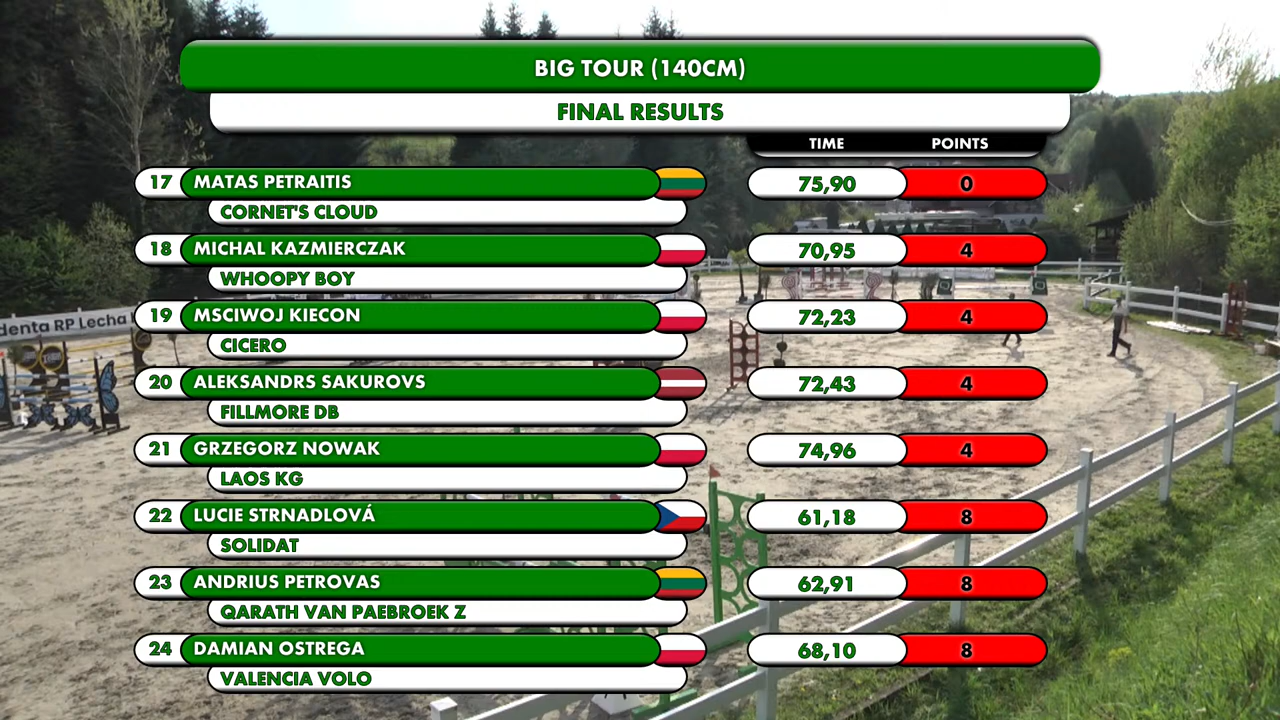 BIG TOUR (140CM)
FINAL RESULTS
TIME POINTS
17 MATAS PETRAITIS 75,90 0
CORNET'S CLOUD
18 MICHAL KAZMIERCZAK 70,95 4
WHOOPY BOY
19 MSCIWOJ KIECON 72,23 4
CICERO
denta RP Lecha
20 ALEKSANDRS SAKUROVS 72,43 4
FILLMORE DB
21 GRZEGORZ NOWAK 74,96 4
LAOS KG
22 LUCIE STRNADLOVÁ 61,18 8
SOLIDAT
23 ANDRIUS PETROVAS 62,91 8
QARATH VAN PAEBROEK Z
24 DAMIAN OSTREGA 68,10 8
VALENCIA VOLO